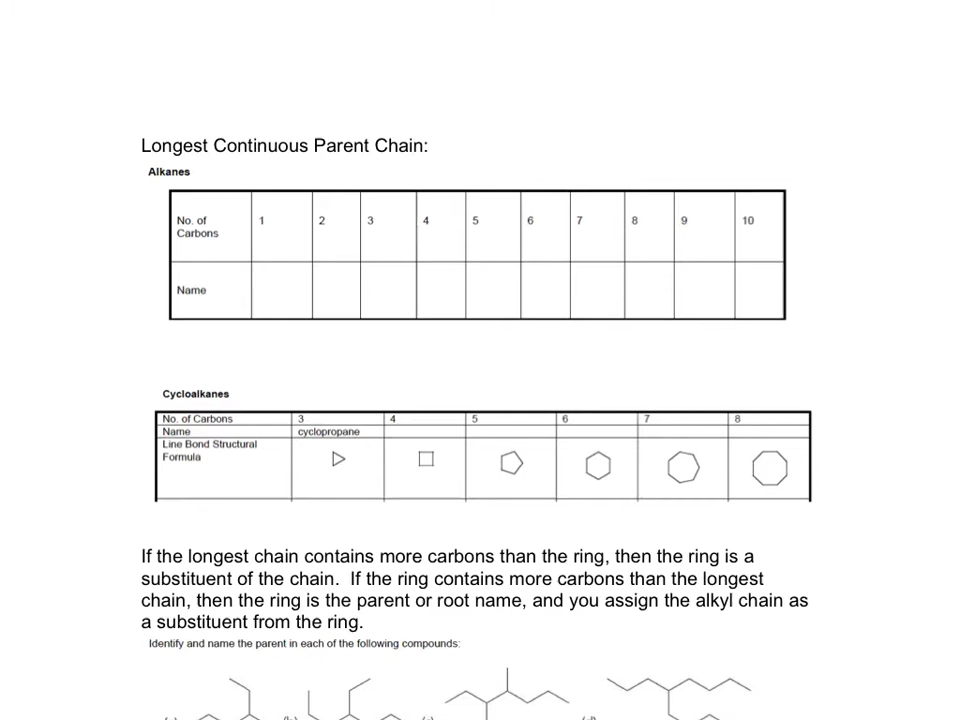 Longest Continuous Parent Chain:
Alkanes
No. of Carbons 1 2 3 4 5 6 7 8 9 10
Name
Cycloalkanes
No. of Carbons 3 4 5 6 7 8
Name cyclopropane
Line Bond Structural
Formula
If the longest chain contains more carbons than the ring, then the ring is a
substituent of the chain. If the ring contains more carbons than the longest
chain, then the ring is the parent or root name, and you assign the alkyl chain as
a substituent from the ring.
Identify and name the parent in each of the following compounds: